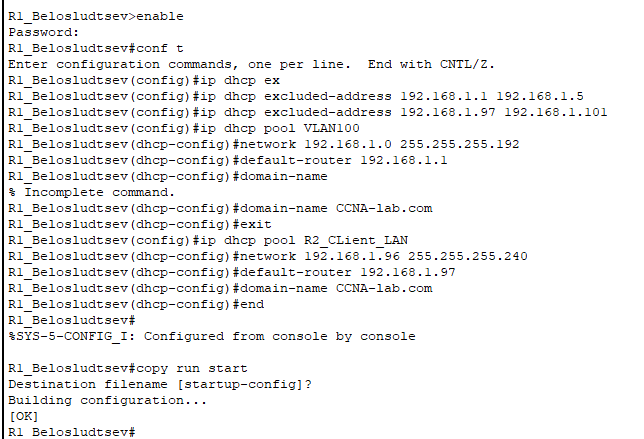 R1_Belosludtsev>enable
Password:
R1_Belosludtsev#conf t
Enter configuration commands, one per line.  End with CNTL/Z.
R1_Belosludtsev(config)#ip dhcp ex
R1_Belosludtsev(config)#ip dhcp excluded-address 192.168.1.1 192.168.1.5
R1_Belosludtsev(config)#ip dhcp excluded-address 192.168.1.97 192.168.1.101
R1_Belosludtsev(config)#ip dhcp pool VLAN100
R1_Belosludtsev(dhcp-config)#network 192.168.1.0 255.255.255.192
R1_Belosludtsev(dhcp-config)#default-router 192.168.1.1
R1_Belosludtsev(dhcp-config)#domain-name
% Incomplete command.
R1_Belosludtsev(dhcp-config)#domain-name CCNA-lab.com
R1_Belosludtsev(dhcp-config)#exit
R1_Belosludtsev(config)#ip dhcp pool R2_CLient_LAN
R1_Belosludtsev(dhcp-config)#network 192.168.1.96 255.255.255.240
R1_Belosludtsev(dhcp-config)#default-router 192.168.1.97
R1_Belosludtsev(dhcp-config)#domain-name CCNA-lab.com
R1_Belosludtsev(dhcp-config)#end
R1_Belosludtsev#
%SYS-5-CONFIG_I: Configured from console by console
R1_Belosludtsev#copy run start
Destination filename [startup-config]?
Building configuration...
[OK]
R1_Belosludtsev#